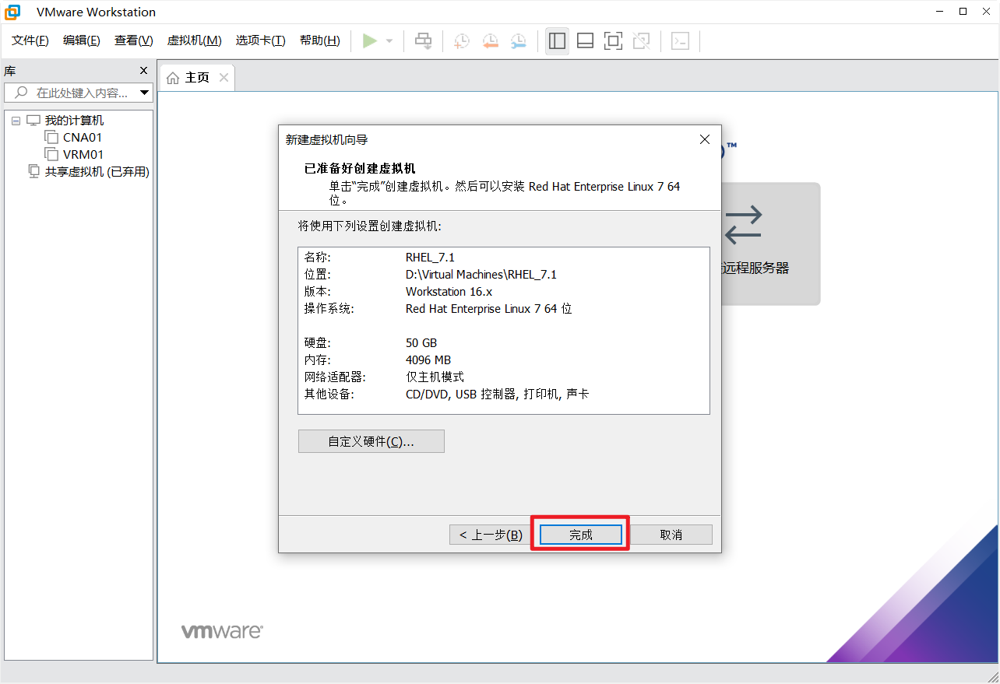 VMware Workstation
文件(F) 编辑(E) 查看(V) 虚拟机(M) 选项卡(T) 帮助(H)
库
在此处键入内容...
我的计算机
CNA01
VRM01
共享虚拟机 (已弃用)
主页
TM
远程服务器
新建虚拟机向导
已准备好创建虚拟机
单击“完成”创建虚拟机。然后可以安装 Red Hat Enterprise Linux 7 64
位。
将使用下列设置创建虚拟机:
名称: RHEL_7.1
位置: D:\Virtual Machines\RHEL_7.1
版本: Workstation 16.x
操作系统: Red Hat Enterprise Linux 7 64 位
硬盘: 50 GB
内存: 4096 MB
网络适配器: 仅主机模式
其他设备: CD/DVD, USB 控制器, 打印机, 声卡
自定义硬件(C)...
< 上一步(B) 完成 取消
vmware